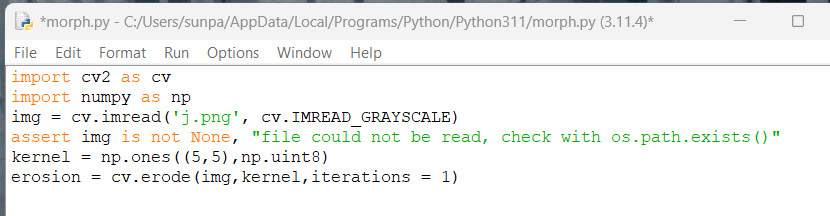 *morph.py - C:/Users/sunpa/AppData/Local/Programs/Python/Python311/morph.py (3.11.4)*
File Edit Format Run Options Window Help
import cv2 as cv
import numpy as np
img = cv.imread('j.png', cv.IMREAD_GRAYSCALE)
assert img is not None, "file could not be read, check with os.path.exists()"
kernel = np.ones((5,5),np.uint8)
erosion = cv.erode(img,kernel,iterations = 1)